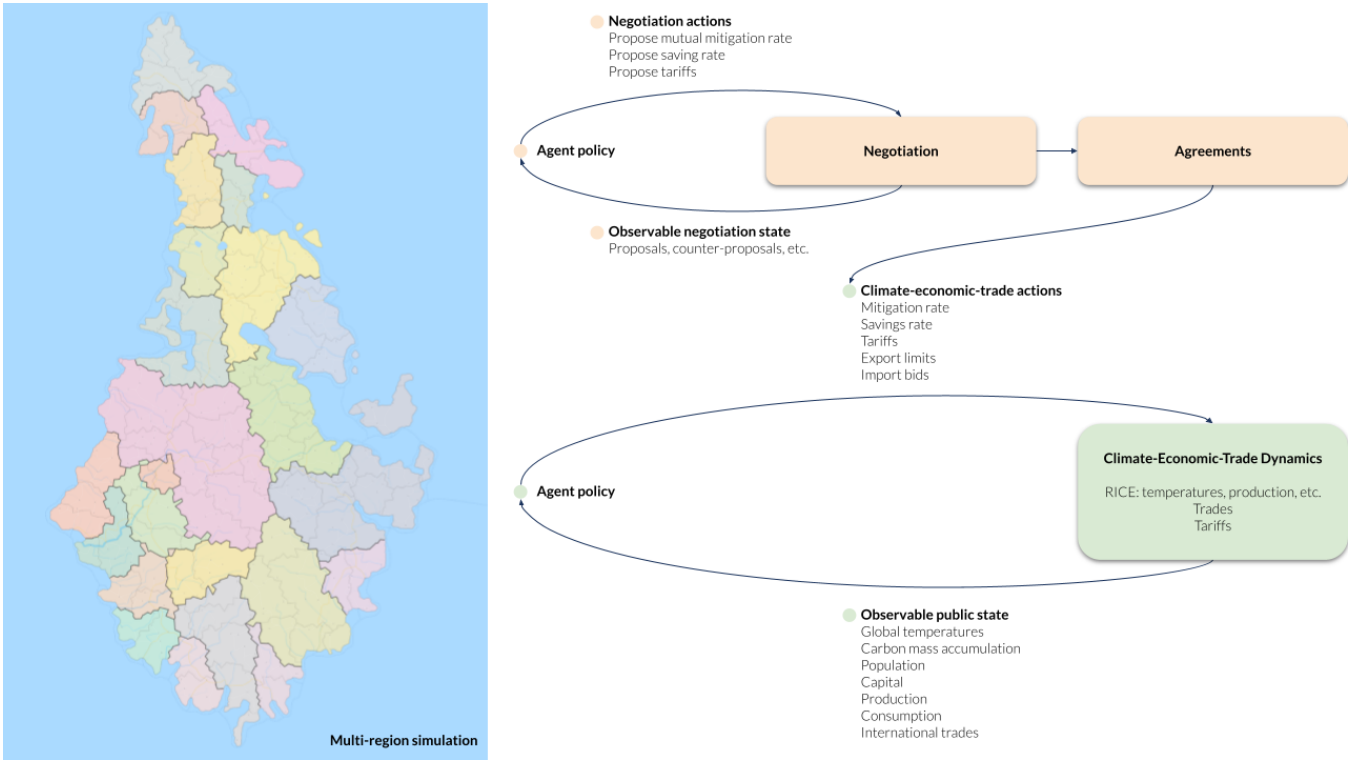 Multi-region simulation
Negotiation actions
Propose mutual mitigation rate
Propose saving rate
Propose tariffs
Agent policy
Negotiation
Agreements
Observable negotiation state
Proposals, counter-proposals, etc.
Climate-economic-trade actions
Mitigation rate
Savings rate
Tariffs
Export limits
Import bids
Agent policy
Climate-Economic-Trade Dynamics
RICE: temperatures, production, etc.
Trades
Tariffs
Observable public state
Global temperatures
Carbon mass accumulation
Population
Capital
Production
Consumption
International trades